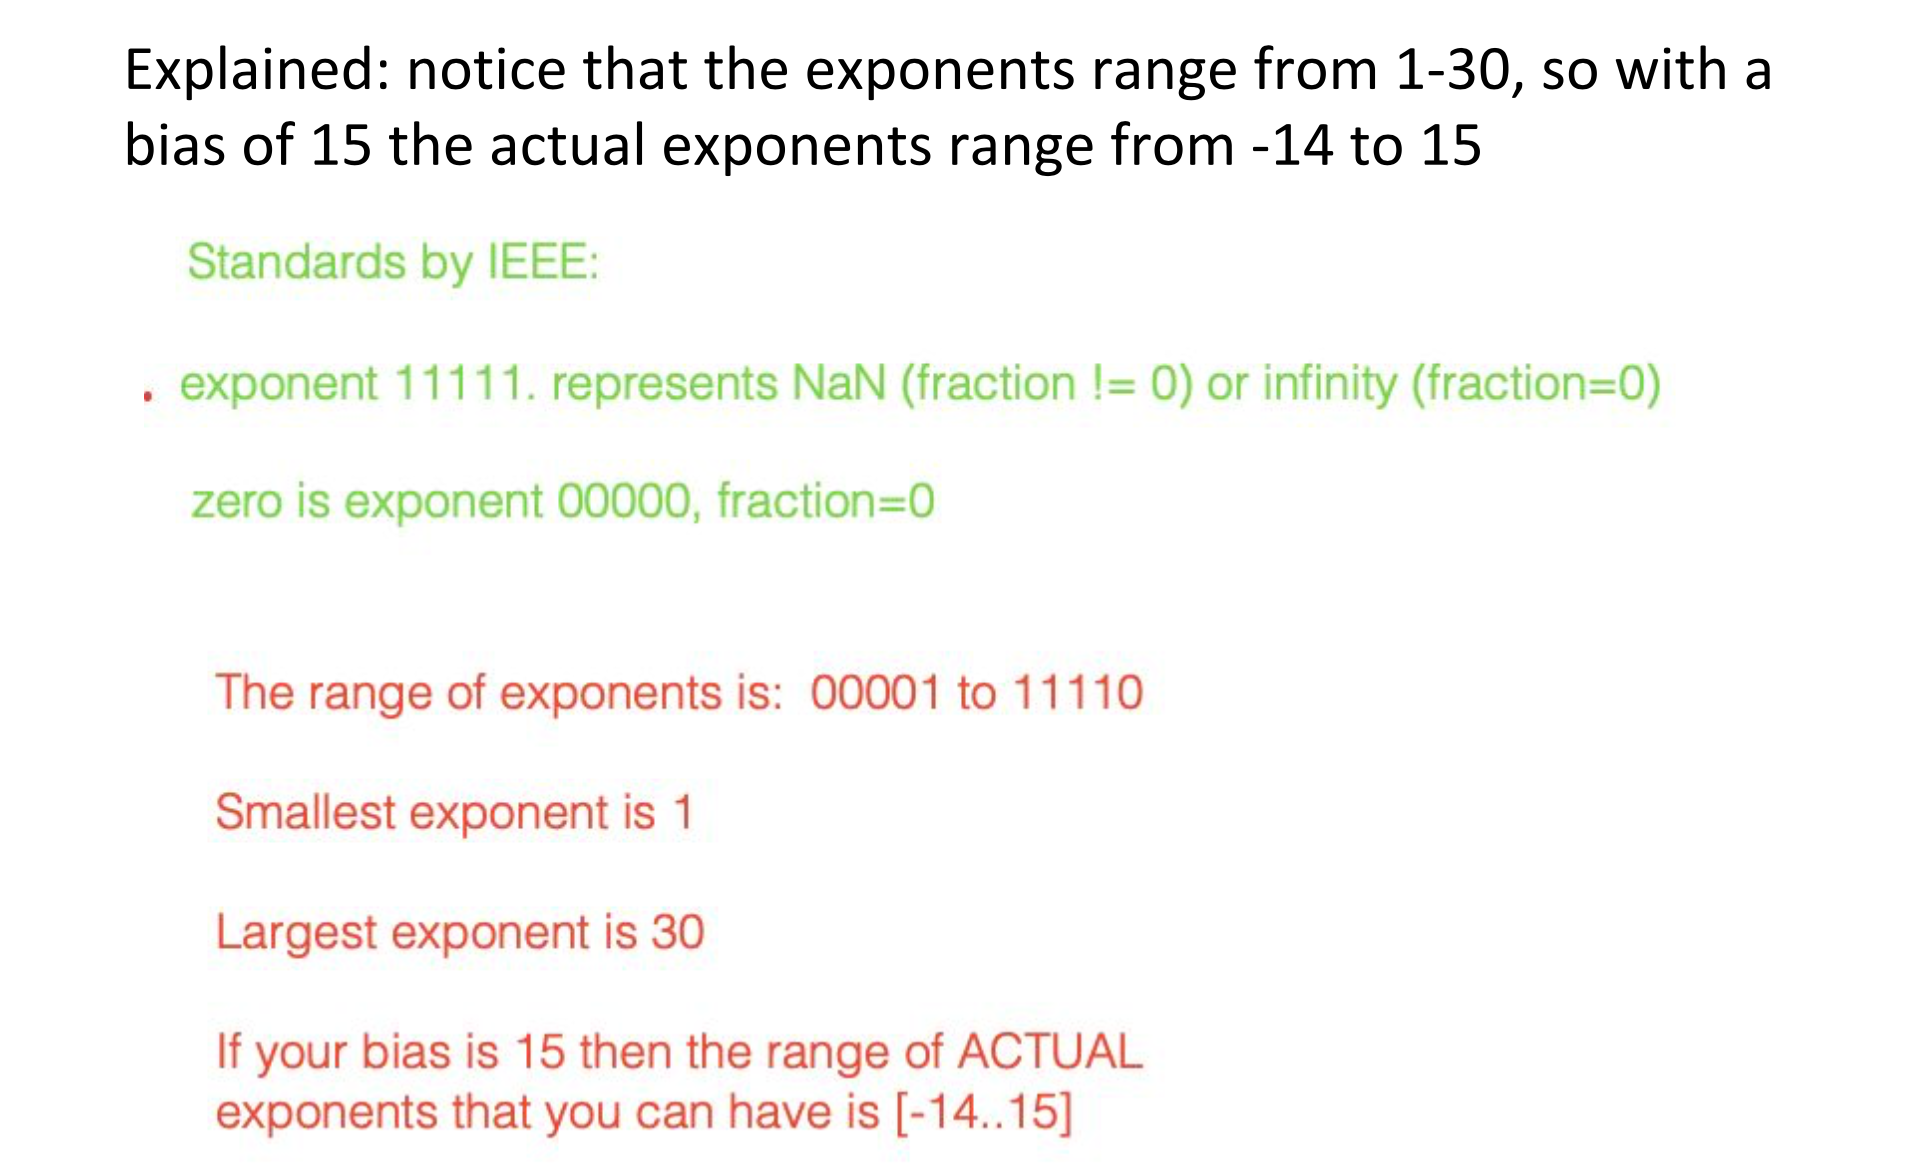 Explained: notice that the exponents range from 1-30, so with a
bias of 15 the actual exponents range from -14 to 15
Standards by IEEE:
exponent 11111. represents NaN (fraction != 0) or infinity (fraction=0)
zero is exponent 00000, fraction=0
The range of exponents is:  00001 to 11110
Smallest exponent is 1
Largest exponent is 30
If your bias is 15 then the range of ACTUAL
exponents that you can have is [-14..15]